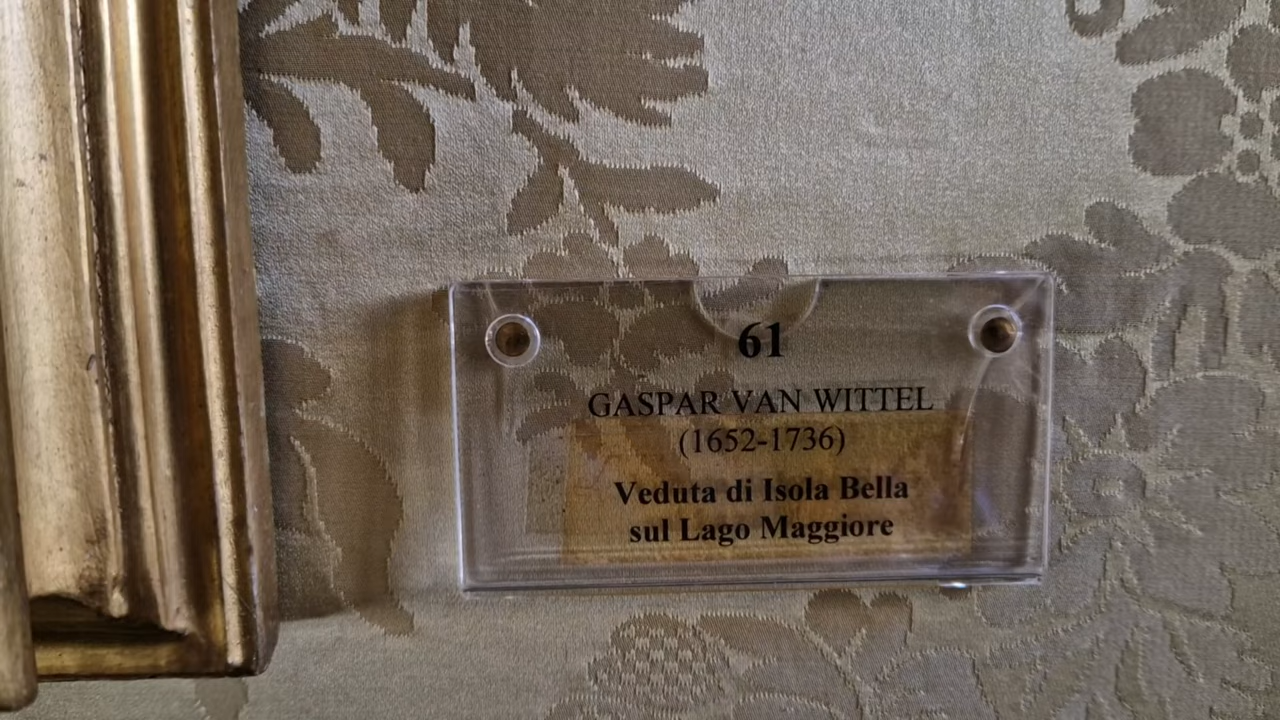 61
GASPAR VAN WITTEL
(1652-1736)
Veduta di Isola Bella
sul Lago Maggiore